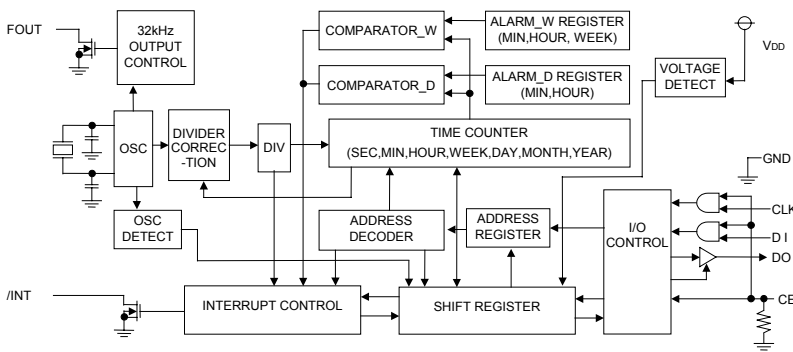 FOUT
32kHz
OUTPUT
CONTROL
COMPARATOR_W
ALARM_W REGISTER
(MIN,HOUR, WEEK)
VDD
VOLTAGE
DETECT
COMPARATOR_D
ALARM_D REGISTER
(MIN,HOUR)
OSC
DIVIDER
CORREC
-TION
DIV
TIME COUNTER
(SEC,MIN,HOUR,WEEK,DAY,MONTH,YEAR)
GND
CLK
OSC
DETECT
ADDRESS
DECODER
ADDRESS
REGISTER
I/O
CONTROL
D I
DO
/INT
INTERRUPT CONTROL
SHIFT REGISTER
CE